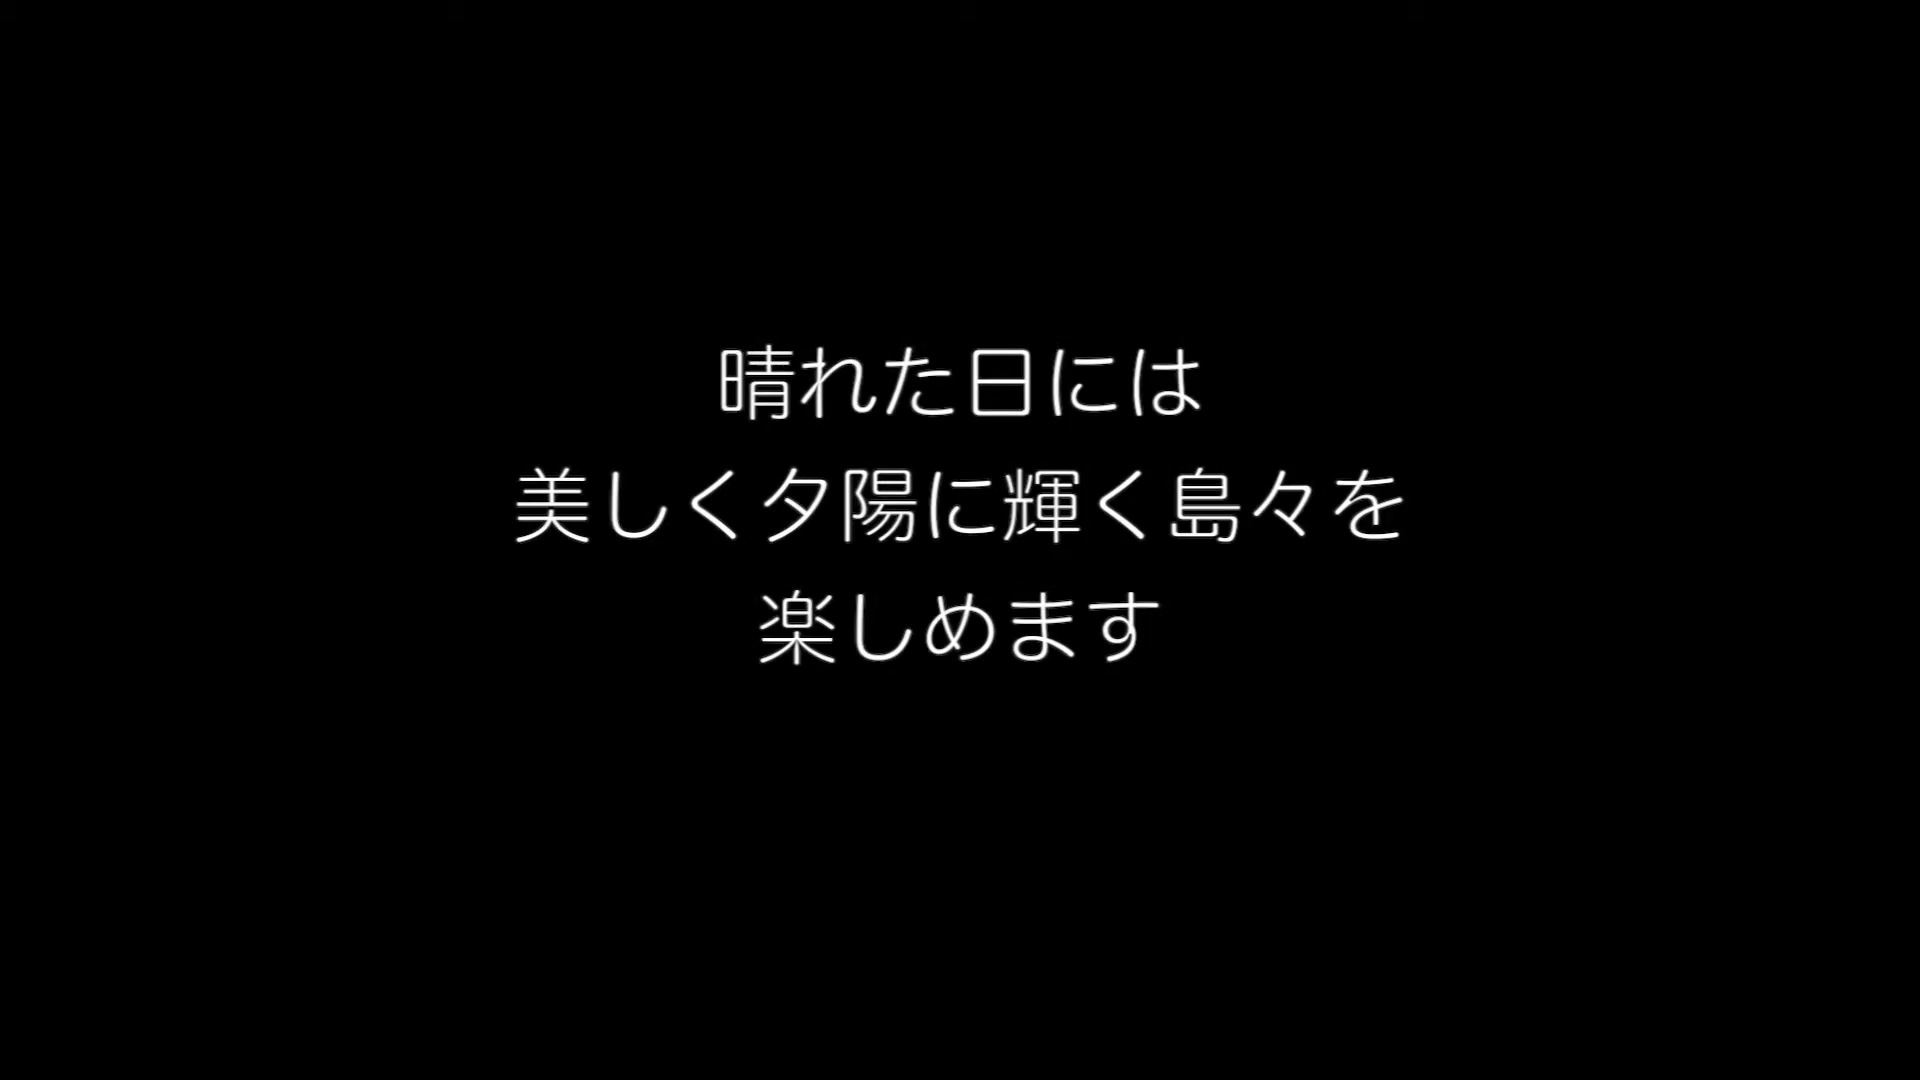 晴れた日には
美しく夕陽に輝く島々を
楽しめます